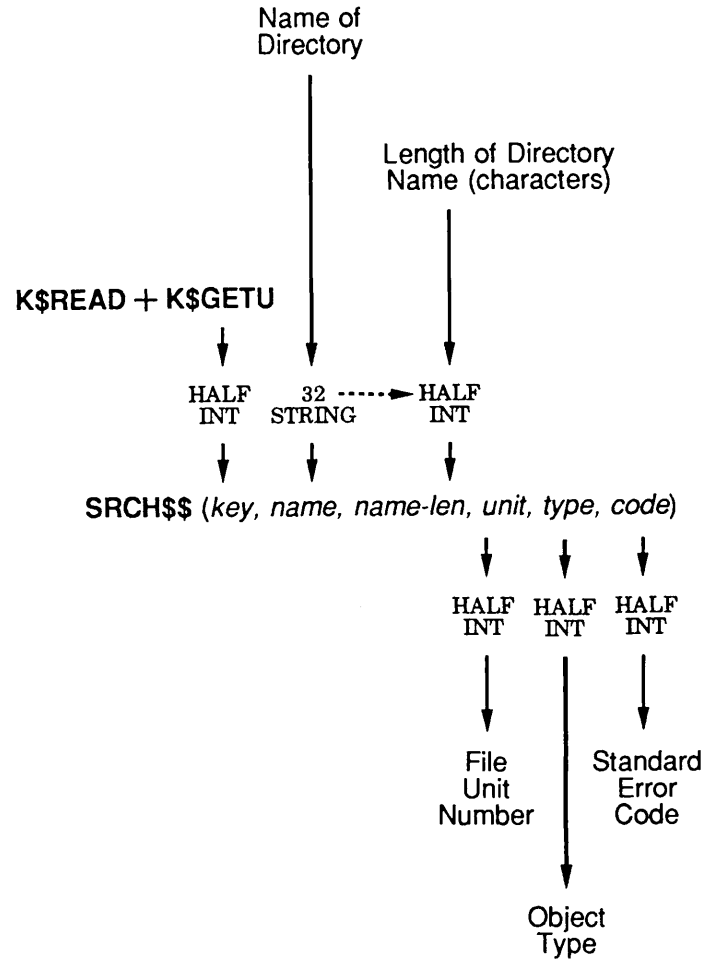 Name of
Directory
Length of Directory
Name (characters)
K$READ + K$GETU
HALF
INT
32
STRING
HALF
INT
SRCH$$ (key, name, name-len, unit, type, code)
HALF
INT
HALF
INT
HALF
INT
File
Unit
Number
Standard
Error
Code
Object
Type